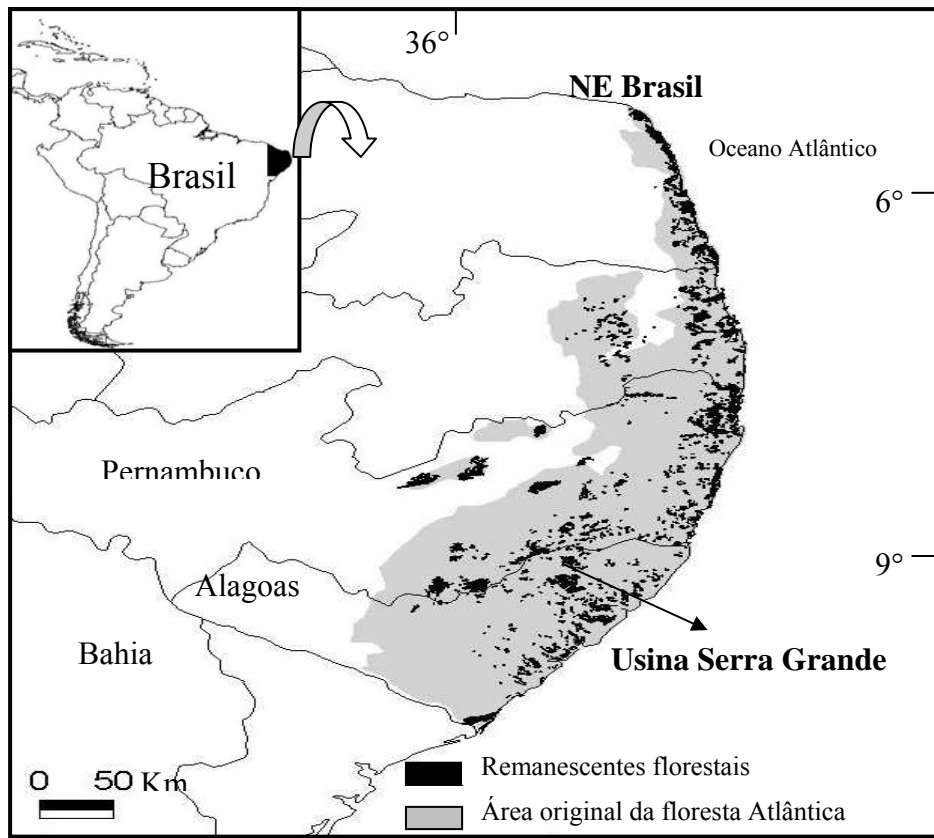 36°
NE Brasil
Oceano Atlântico
Brasil
6°
Pernambuco
9°
Alagoas
Usina Serra Grande
Bahia
0 50 Km
Remanescentes florestais
Área original da floresta Atlântica